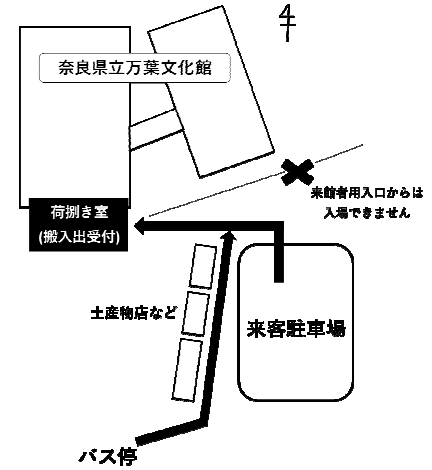 奈良県立万葉文化館
来館者用入口からは
入場できません
荷捌き室
(搬入出受付)
土産物店など
来客駐車場
バス停